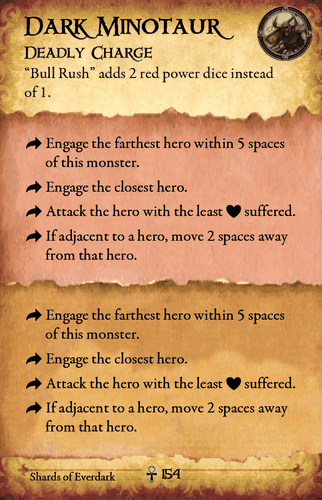 Dark Minotaur
Deadly Charge
“Bull Rush” adds 2 red power dice instead
of 1.
Engage the farthest hero within 5 spaces
of this monster.
Engage the closest hero.
Attack the hero with the least ♥ suffered.
If adjacent to a hero, move 2 spaces away
from that hero.
Engage the farthest hero within 5 spaces
of this monster.
Engage the closest hero.
Attack the hero with the least ♥ suffered.
If adjacent to a hero, move 2 spaces away
from that hero.
Shards of Everdark 154